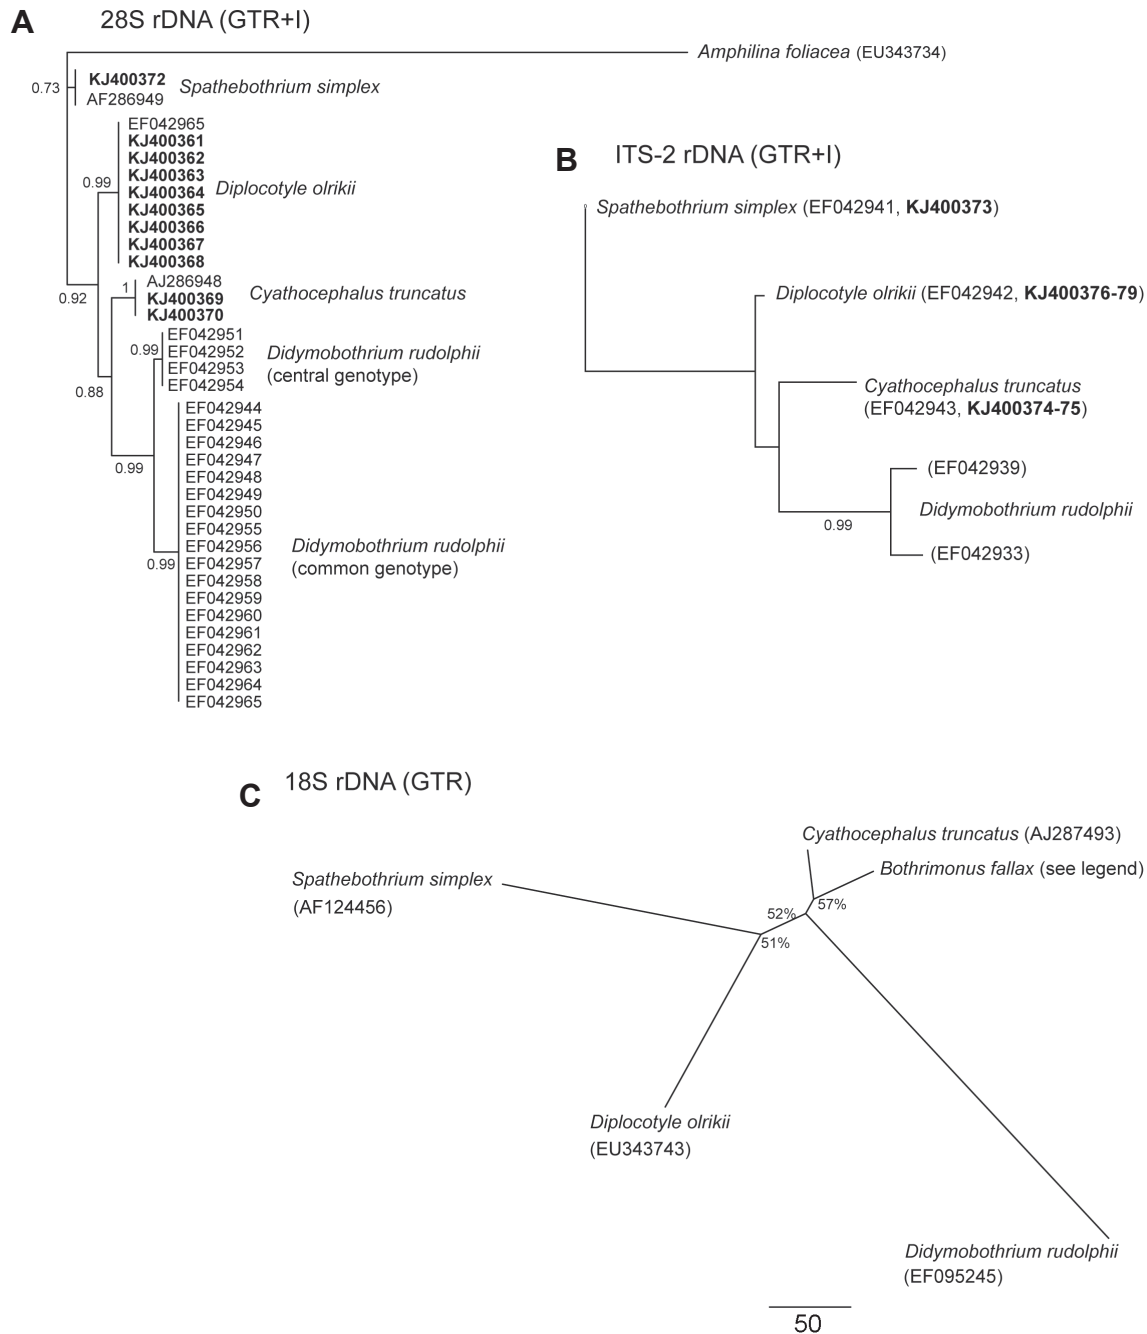 A
28S rDNA (GTR+I)
Amphilina foliacea (EU343734)
0.73
KJ400372
AF286949
Spathebothrium simplex
EF042965
KJ400361
KJ400362
KJ400363
KJ400364
KJ400365
KJ400366
KJ400367
KJ400368
0.99
Diplocotyle olrikii
0.92
1
AJ286948
KJ400369
KJ400370
Cyathocephalus truncatus
0.88
0.99
EF042951
EF042952
EF042953
EF042954
Didymobothrium rudolphii
(central genotype)
0.99
EF042944
EF042945
EF042946
EF042947
EF042948
EF042949
EF042950
EF042955
EF042956
EF042957
EF042958
EF042959
EF042960
EF042961
EF042962
EF042963
EF042964
EF042965
0.99
Didymobothrium rudolphii
(common genotype)
B
ITS-2 rDNA (GTR+I)
Spathebothrium simplex (EF042941, KJ400373)
Diplocotyle olrikii (EF042942, KJ400376-79)
Cyathocephalus truncatus
(EF042943, KJ400374-75)
(EF042939)
Didymobothrium rudolphii
0.99
(EF042933)
C
18S rDNA (GTR)
Cyathocephalus truncatus (AJ287493)
Bothrimonus fallax (see legend)
Spathebothrium simplex
(AF124456)
52%
57%
51%
Diplocotyle olrikii
(EU343743)
Didymobothrium rudolphii
(EF095245)
50